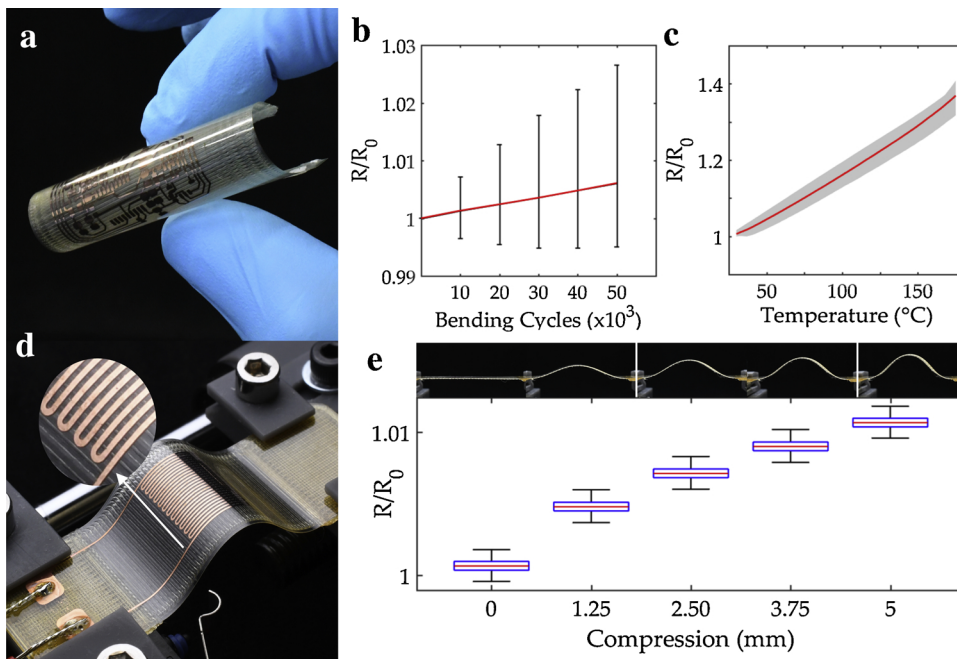 a
b
1.03
1.02
1.01
1
0.99
R/R0
10 20 30 40 50
Bending Cycles (x10³)
c
1.4
1.2
1
R/R0
50 100 150
Temperature (°C)
d
e
1.01
1
R/R0
0 1.25 2.50 3.75 5
Compression (mm)